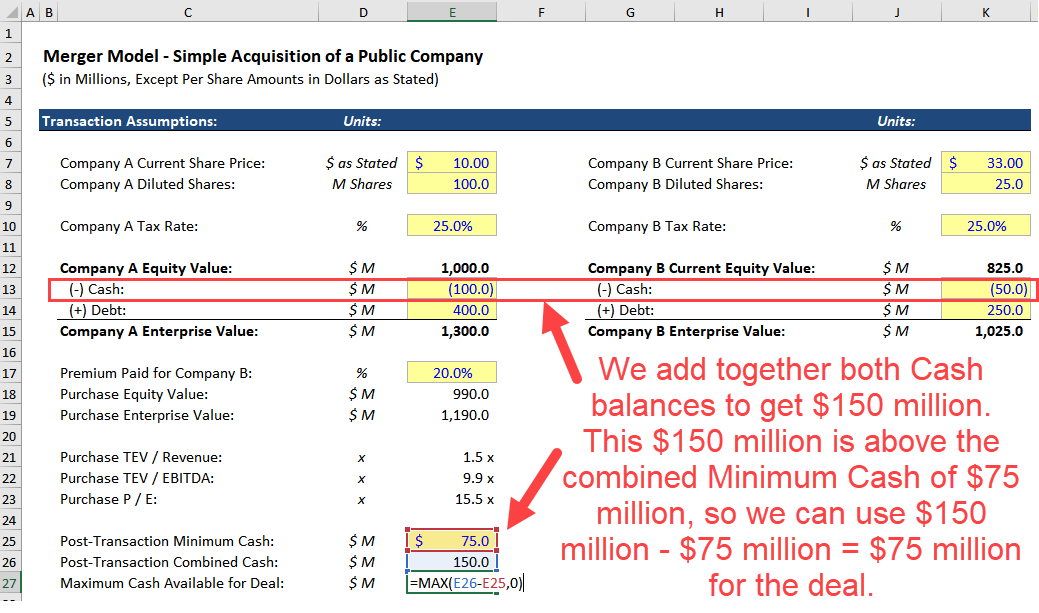 A B C D E F G H I J K
1
2 Merger Model - Simple Acquisition of a Public Company
3 ($ in Millions, Except Per Share Amounts in Dollars as Stated)
4
5 Transaction Assumptions: Units: Units:
6
7 Company A Current Share Price: $ as Stated $ 10.00 Company B Current Share Price: $ as Stated $ 33.00
8 Company A Diluted Shares: M Shares 100.0 Company B Diluted Shares: M Shares 25.0
9
10 Company A Tax Rate: % 25.0% Company B Tax Rate: % 25.0%
11
12 Company A Equity Value: $ M 1,000.0 Company B Current Equity Value: $ M 825.0
13 (-) Cash: $ M (100.0) (-) Cash: $ M (50.0)
14 (+) Debt: $ M 400.0 (+) Debt: $ M 250.0
15 Company A Enterprise Value: $ M 1,300.0 Company B Enterprise Value: $ M 1,025.0
16
17 Premium Paid for Company B: % 20.0%
18 Purchase Equity Value: $ M 990.0
19 Purchase Enterprise Value: $ M 1,190.0
20
21 Purchase TEV / Revenue: x 1.5 x
22 Purchase TEV / EBITDA: x 9.9 x
23 Purchase P / E: x 15.5 x
24
25 Post-Transaction Minimum Cash: $ M $ 75.0
26 Post-Transaction Combined Cash: $ M 150.0
27 Maximum Cash Available for Deal: $ M =MAX(E26-E25,0)
We add together both Cash
balances to get $150 million.
This $150 million is above the
combined Minimum Cash of $75
million, so we can use $150
million - $75 million = $75 million
for the deal.